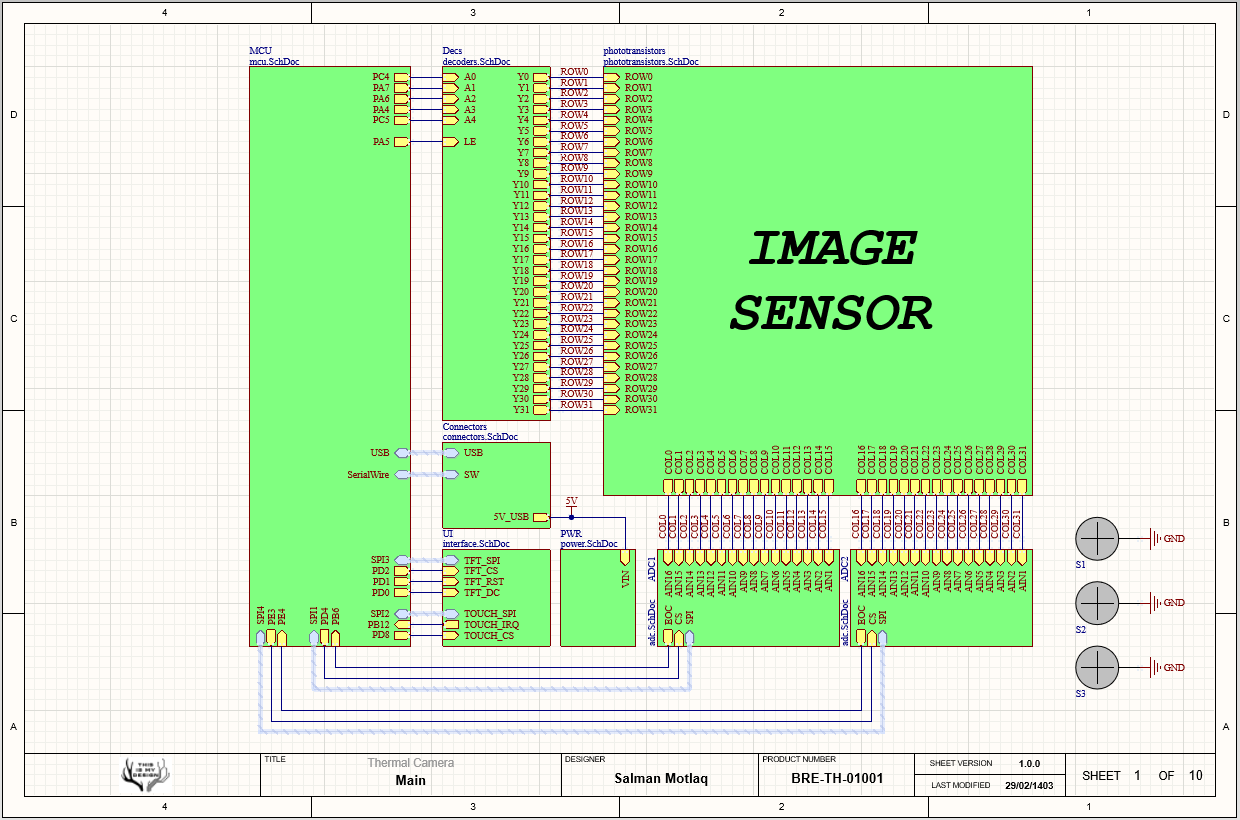 4 3 2 1
MCU
mcu.SchDoc
Decs
decoders.SchDoc
phototransistors
phototransistors.SchDoc
D D
PC4 A0 Y0 ROW0 ROW0
PA7 A1 Y1 ROW1 ROW1
PA6 A2 Y2 ROW2 ROW2
PA4 A3 Y3 ROW3 ROW3
PC5 A4 Y4 ROW4 ROW4
Y5 ROW5 ROW5
PA5 LE Y6 ROW6 ROW6
Y7 ROW7 ROW7
Y8 ROW8 ROW8
Y9 ROW9 ROW9
Y10 ROW10 ROW10
Y11 ROW11 ROW11
Y12 ROW12 ROW12
Y13 ROW13 ROW13
Y14 ROW14 ROW14
Y15 ROW15 ROW15
Y16 ROW16 ROW16
Y17 ROW17 ROW17
Y18 ROW18 ROW18
Y19 ROW19 ROW19
Y20 ROW20 ROW20
Y21 ROW21 ROW21
Y22 ROW22 ROW22
Y23 ROW23 ROW23
Y24 ROW24 ROW24
Y25 ROW25 ROW25
Y26 ROW26 ROW26
Y27 ROW27 ROW27
Y28 ROW28 ROW28
Y29 ROW29 ROW29
Y30 ROW30 ROW30
Y31 ROW31 ROW31
IMAGE
SENSOR
C C
Connectors
connectors.SchDoc
USB USB
SerialWire SW
5V_USB
5V
COL0 COL1 COL2 COL3 COL4 COL5 COL6 COL7 COL8 COL9 COL10 COL11 COL12 COL13 COL14 COL15 COL16 COL17 COL18 COL19 COL20 COL21 COL22 COL23 COL24 COL25 COL26 COL27 COL28 COL29 COL30 COL31
COL0 COL1 COL2 COL3 COL4 COL5 COL6 COL7 COL8 COL9 COL10 COL11 COL12 COL13 COL14 COL15 COL16 COL17 COL18 COL19 COL20 COL21 COL22 COL23 COL24 COL25 COL26 COL27 COL28 COL29 COL30 COL31
B B
UI
interface.SchDoc
PWR
power.SchDoc
VIN
SPI3 TFT_SPI
PD2 TFT_CS
PD1 TFT_RST
PD0 TFT_DC
SPI2 TOUCH_SPI
PB12 TOUCH_IRQ
PD8 TOUCH_CS
SPI4 PE3 PE4 SPI1 PD4 PB6
ADC1
adc.SchDoc
AIN16 AIN15 AIN14 AIN13 AIN12 AIN11 AIN10 AIN9 AIN8 AIN7 AIN6 AIN5 AIN4 AIN3 AIN2 AIN1
EOC CS SPI
ADC2
adc.SchDoc
AIN16 AIN15 AIN14 AIN13 AIN12 AIN11 AIN10 AIN9 AIN8 AIN7 AIN6 AIN5 AIN4 AIN3 AIN2 AIN1
EOC CS SPI
GND
S1
GND
S2
GND
S3
A A
THIS
IS MY
DESIGN
TITLE
Thermal Camera
Main
DESIGNER
Salman Motlaq
PRODUCT NUMBER
BRE-TH-01001
SHEET VERSION 1.0.0
LAST MODIFIED 29/02/1403
SHEET 1 OF 10
4 3 2 1